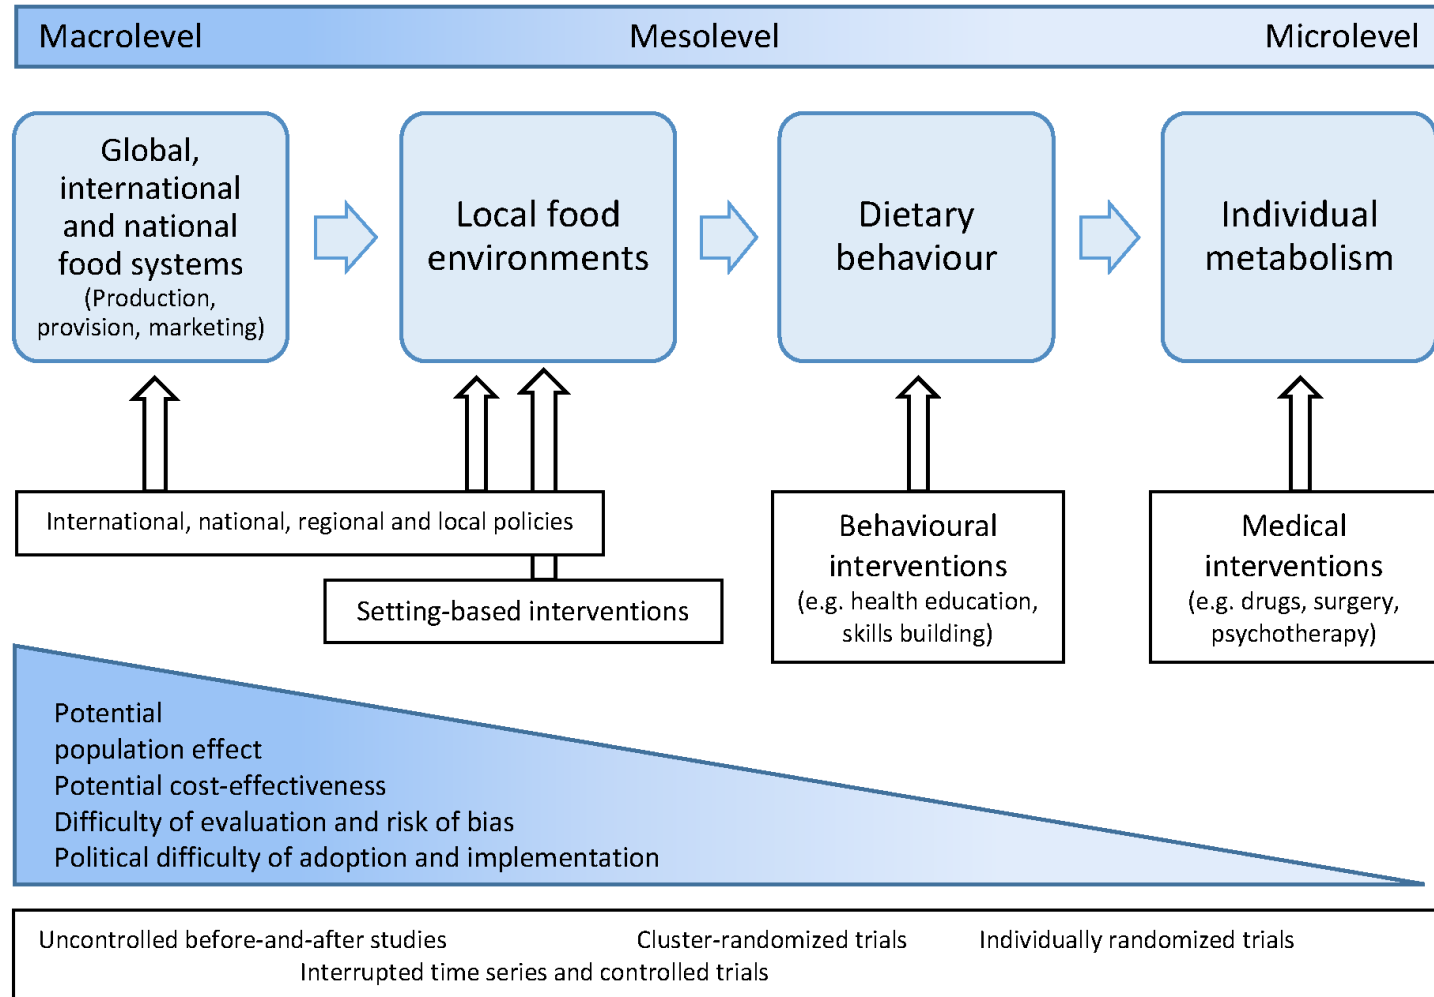 Macrolevel Mesolevel Microlevel
Global,
international
and national
food systems
(Production,
provision, marketing)
Local food
environments
Dietary
behaviour
Individual
metabolism
International, national, regional and local policies
Setting-based interventions
Behavioural
interventions
(e.g. health education,
skills building)
Medical
interventions
(e.g. drugs, surgery,
psychotherapy)
Potential
population effect
Potential cost-effectiveness
Difficulty of evaluation and risk of bias
Political difficulty of adoption and implementation
Uncontrolled before-and-after studies Cluster-randomized trials Individually randomized trials
Interrupted time series and controlled trials